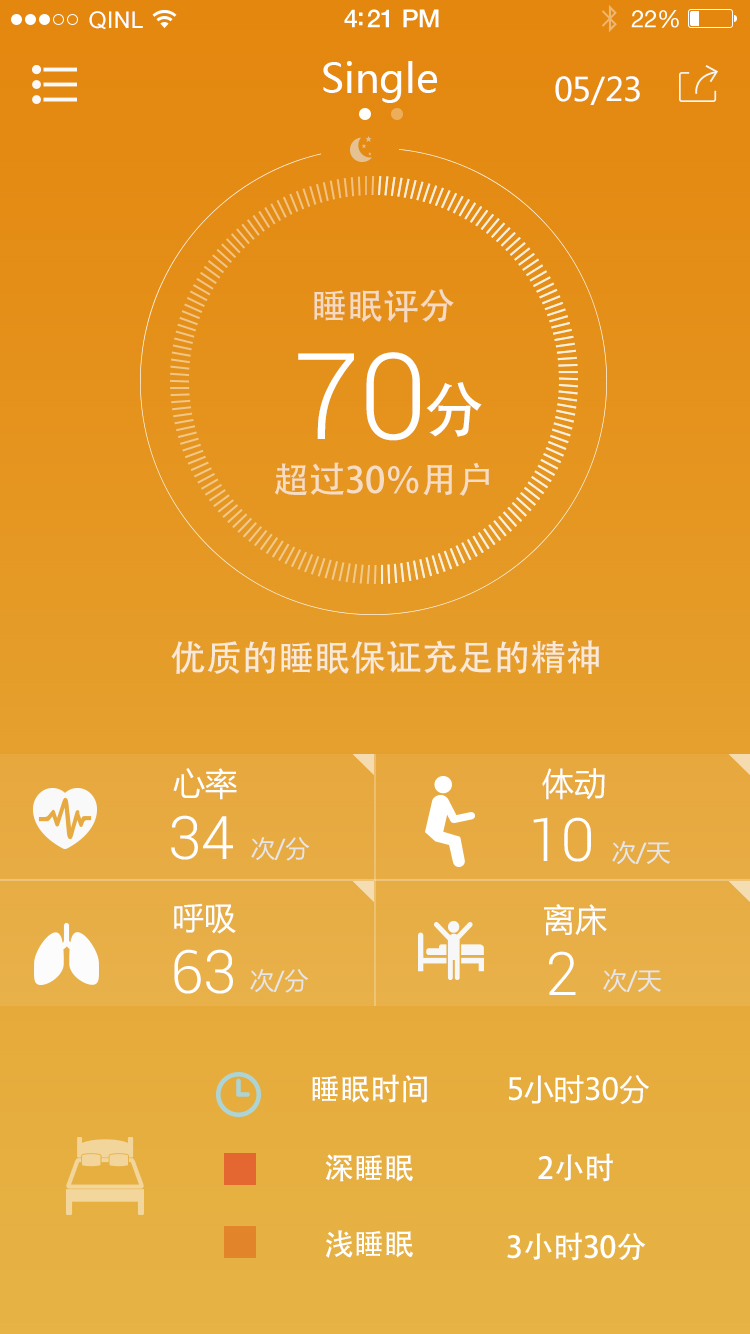 QINL 4:21 PM 22%
Single
05/23
睡眠评分
70分
超过30%用户
优质的睡眠保证充足的精神
心率
34 次/分
体动
10 次/天
呼吸
63 次/分
离床
2 次/天
睡眠时间 5小时30分
深睡眠 2小时
浅睡眠 3小时30分